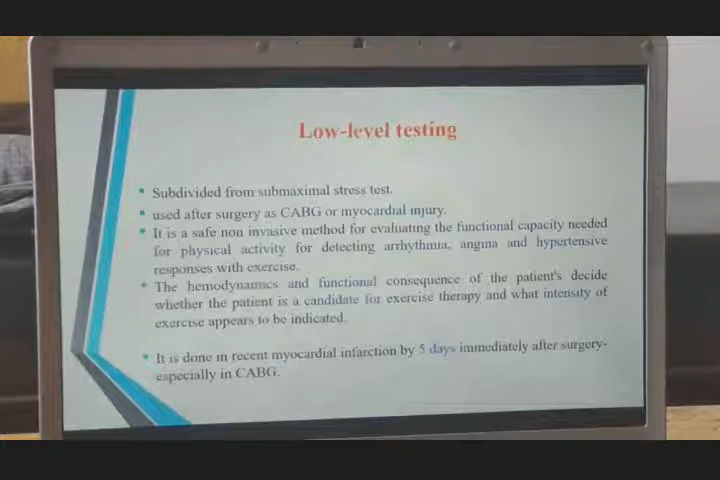 Low-level testing
Subdivided from submaximal stress test.
used after surgery as CABG or myocardial injury.
It is a safe non invasive method for evaluating the functional capacity needed
for physical activity for detecting arrhythmia, angina and hypertensive
responses with exercise.
The hemodynamics and functional consequence of the patient's decide
whether the patient is a candidate for exercise therapy and what intensity of
exercise appears to be indicated.
It is done in recent myocardial infarction by 5 days immediately after surgery-
especially in CABG.